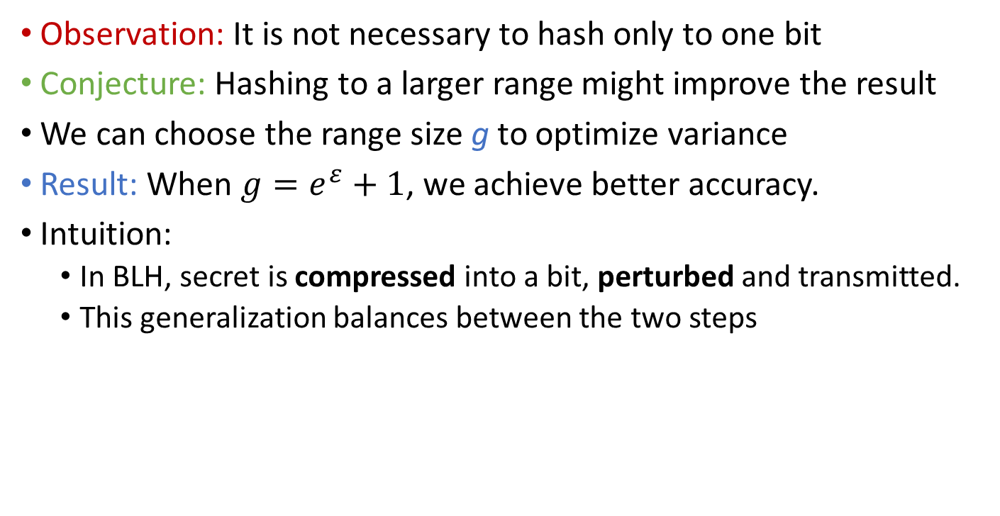 • Observation: It is not necessary to hash only to one bit
• Conjecture: Hashing to a larger range might improve the result
• We can choose the range size g to optimize variance
• Result: When g = e^ε + 1, we achieve better accuracy.
• Intuition:
• In BLH, secret is compressed into a bit, perturbed and transmitted.
• This generalization balances between the two steps